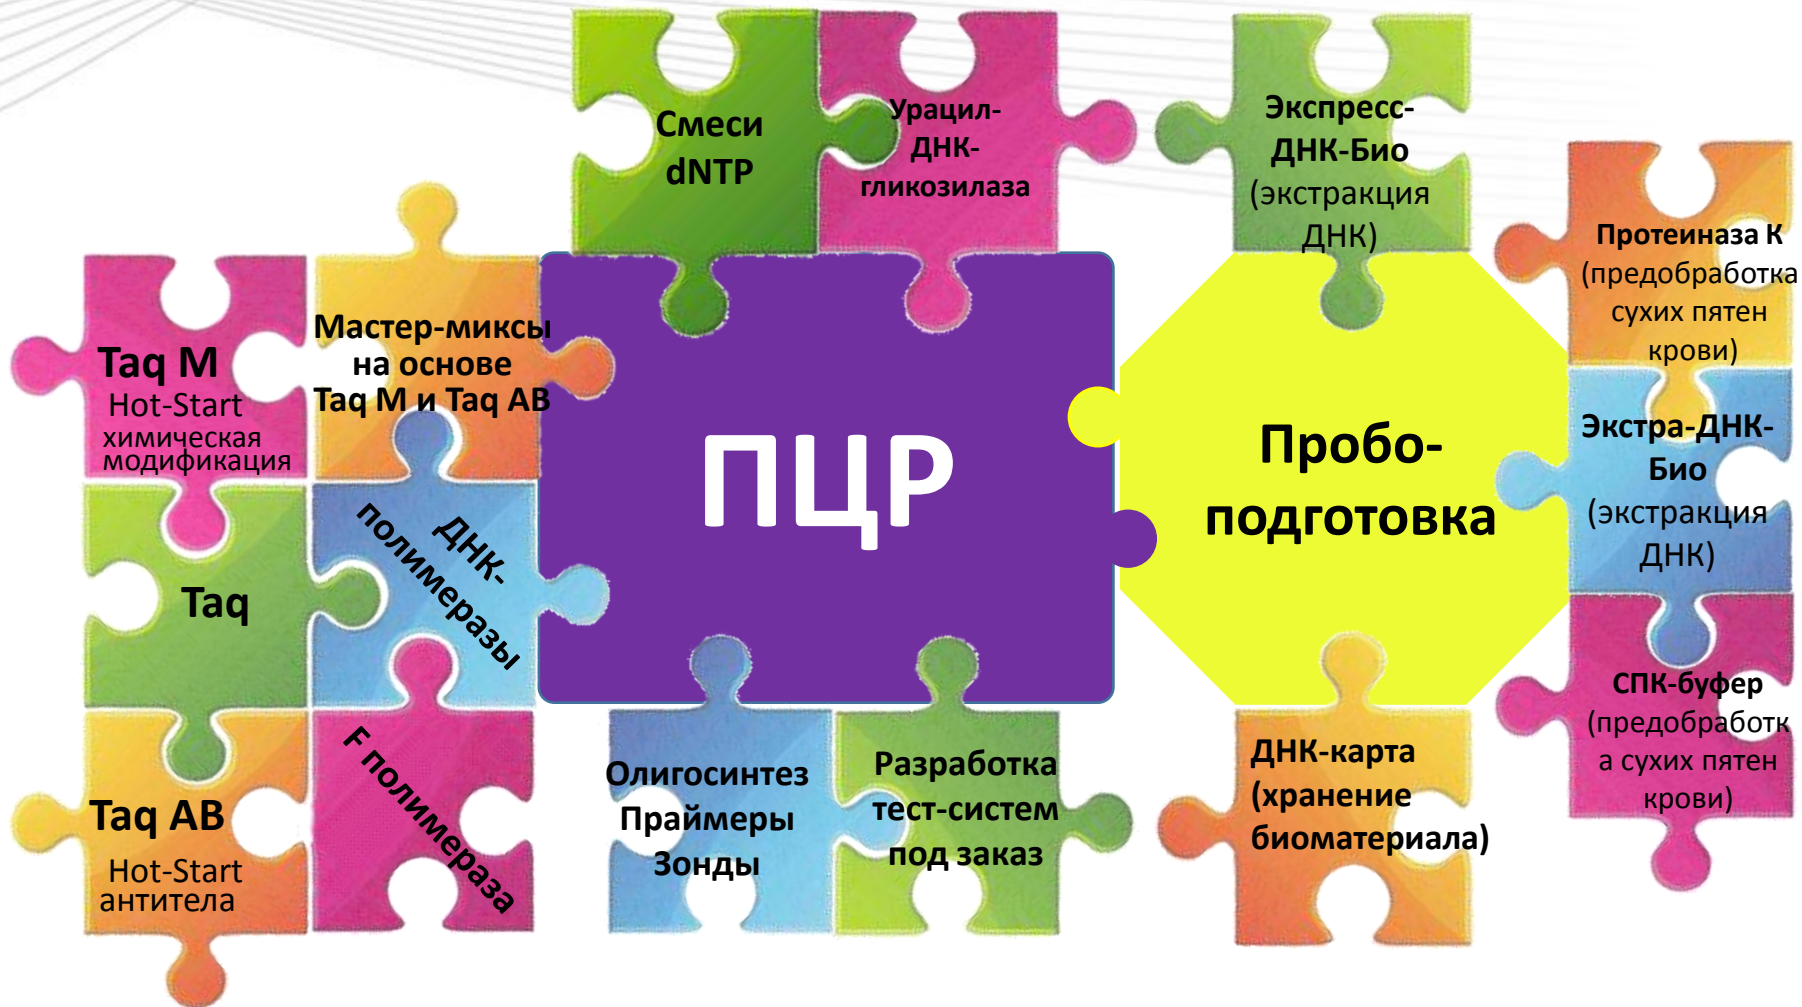 Смеси
dNTP
Урацил-
ДНК-
гликозилаза
Экспресс-
ДНК-Био
(экстракция
ДНК)
Протеиназа К
(предобработка
сухих пятен
крови)
Taq M
Hot-Start
химическая
модификация
Мастер-миксы
на основе
Taq M и Taq AB
ПЦР
Пробо-
подготовка
Экстра-ДНК-
Био
(экстракция
ДНК)
Taq
ДНК-
полимеразы
СПК-буфер
(предобработк
а сухих пятен
крови)
Taq AB
Hot-Start
антитела
F полимераза
Олигосинтез
Праймеры
Зонды
Разработка
тест-систем
под заказ
ДНК-карта
(хранение
биоматериала)